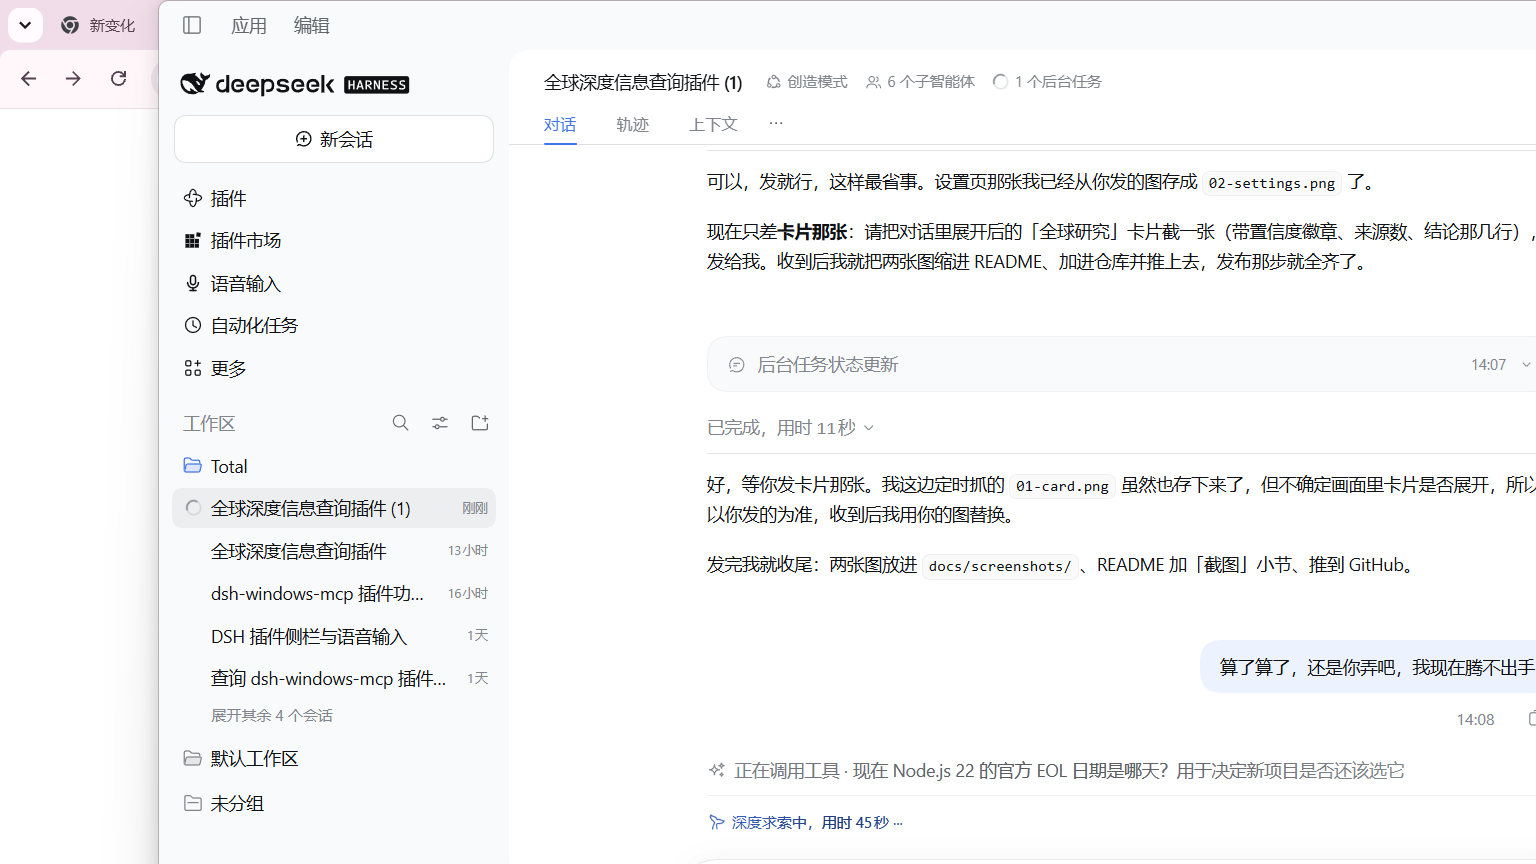 新变化
应用 编辑
deepseek HARNESS
新会话
插件
插件市场
语音输入
自动化任务
更多
工作区
Total
全球深度信息查询插件 (1) 刚刚
全球深度信息查询插件 13小时
dsh-windows-mcp 插件功... 16小时
DSH 插件侧栏与语音输入 1天
查询 dsh-windows-mcp 插件... 1天
展开其余 4 个会话
默认工作区
未分组
全球深度信息查询插件 (1) 创造模式 6 个子智能体 1 个后台任务
对话 轨迹 上下文 ...
可以，发就行，这样最省事。设置页那张我已经从你发的图存成 02-settings.png 了。
现在只差卡片那张：请把对话里展开后的「全球研究」卡片截一张（带置信度徽章、来源数、结论那几行），
发给我。收到后我就把两张图缩进 README、加进仓库并推上去，发布那步就全齐了。
后台任务状态更新 14:07
已完成，用时 11秒
好，等你发卡片那张。我这边定时抓的 01-card.png 虽然也存下来了，但不确定画面里卡片是否展开，所以
以你发的为准，收到后我用你的图替换。
发完我就收尾：两张图放进 docs/screenshots/、README 加「截图」小节、推到 GitHub。
算了算了，还是你弄吧，我现在腾不出手
14:08
正在调用工具 · 现在 Node.js 22 的官方 EOL 日期是哪天？用于决定新项目是否还该选它
深度求索中，用时 45秒 ...